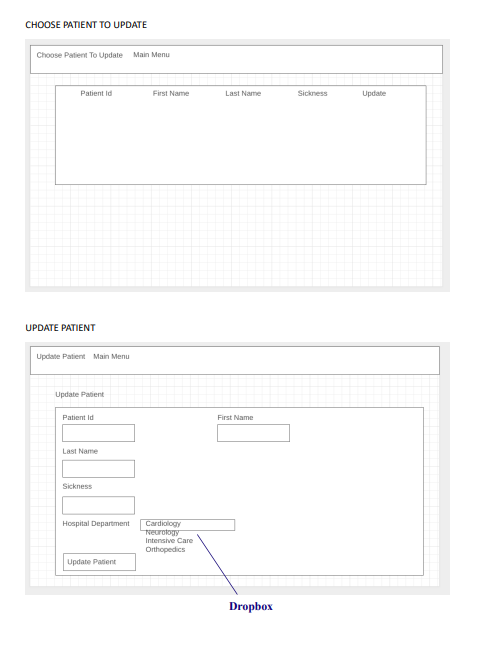 CHOOSE PATIENT TO UPDATE
Choose Patient To Update Main Menu
Patient Id First Name Last Name Sickness Update
UPDATE PATIENT
Update Patient Main Menu
Update Patient
Patient Id First Name
Last Name
Sickness
Hospital Department Cardiology
Neurology
Intensive Care
Orthopedics
Update Patient
Dropbox